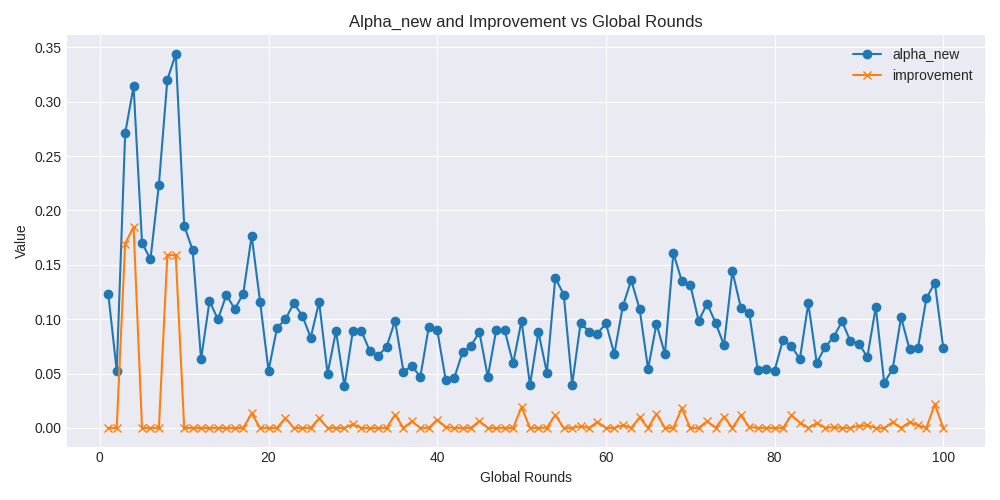 Alpha_new and Improvement vs Global Rounds
alpha_new
improvement
Value
0.35
0.30
0.25
0.20
0.15
0.10
0.05
0.00
0
20
40
60
80
100
Global Rounds